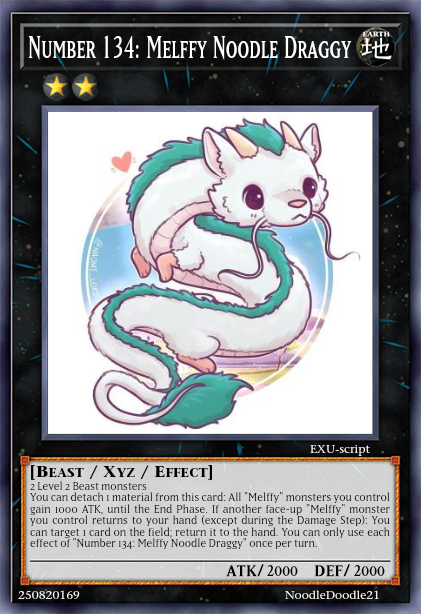 NUMBER 134: MELFFY NOODLE DRAGGY
EARTH
地
EXU-script
[BEAST / XYZ / EFFECT]
2 Level 2 Beast monsters
You can detach 1 material from this card: All "Melffy" monsters you control
gain 1000 ATK, until the End Phase. If another face-up "Melffy" monster
you control returns to your hand (except during the Damage Step): You
can target 1 card on the field; return it to the hand. You can only use each
effect of "Number 134: Melffy Noodle Draggy" once per turn.
ATK/ 2000 DEF/ 2000
250820169
NoodleDoodle21